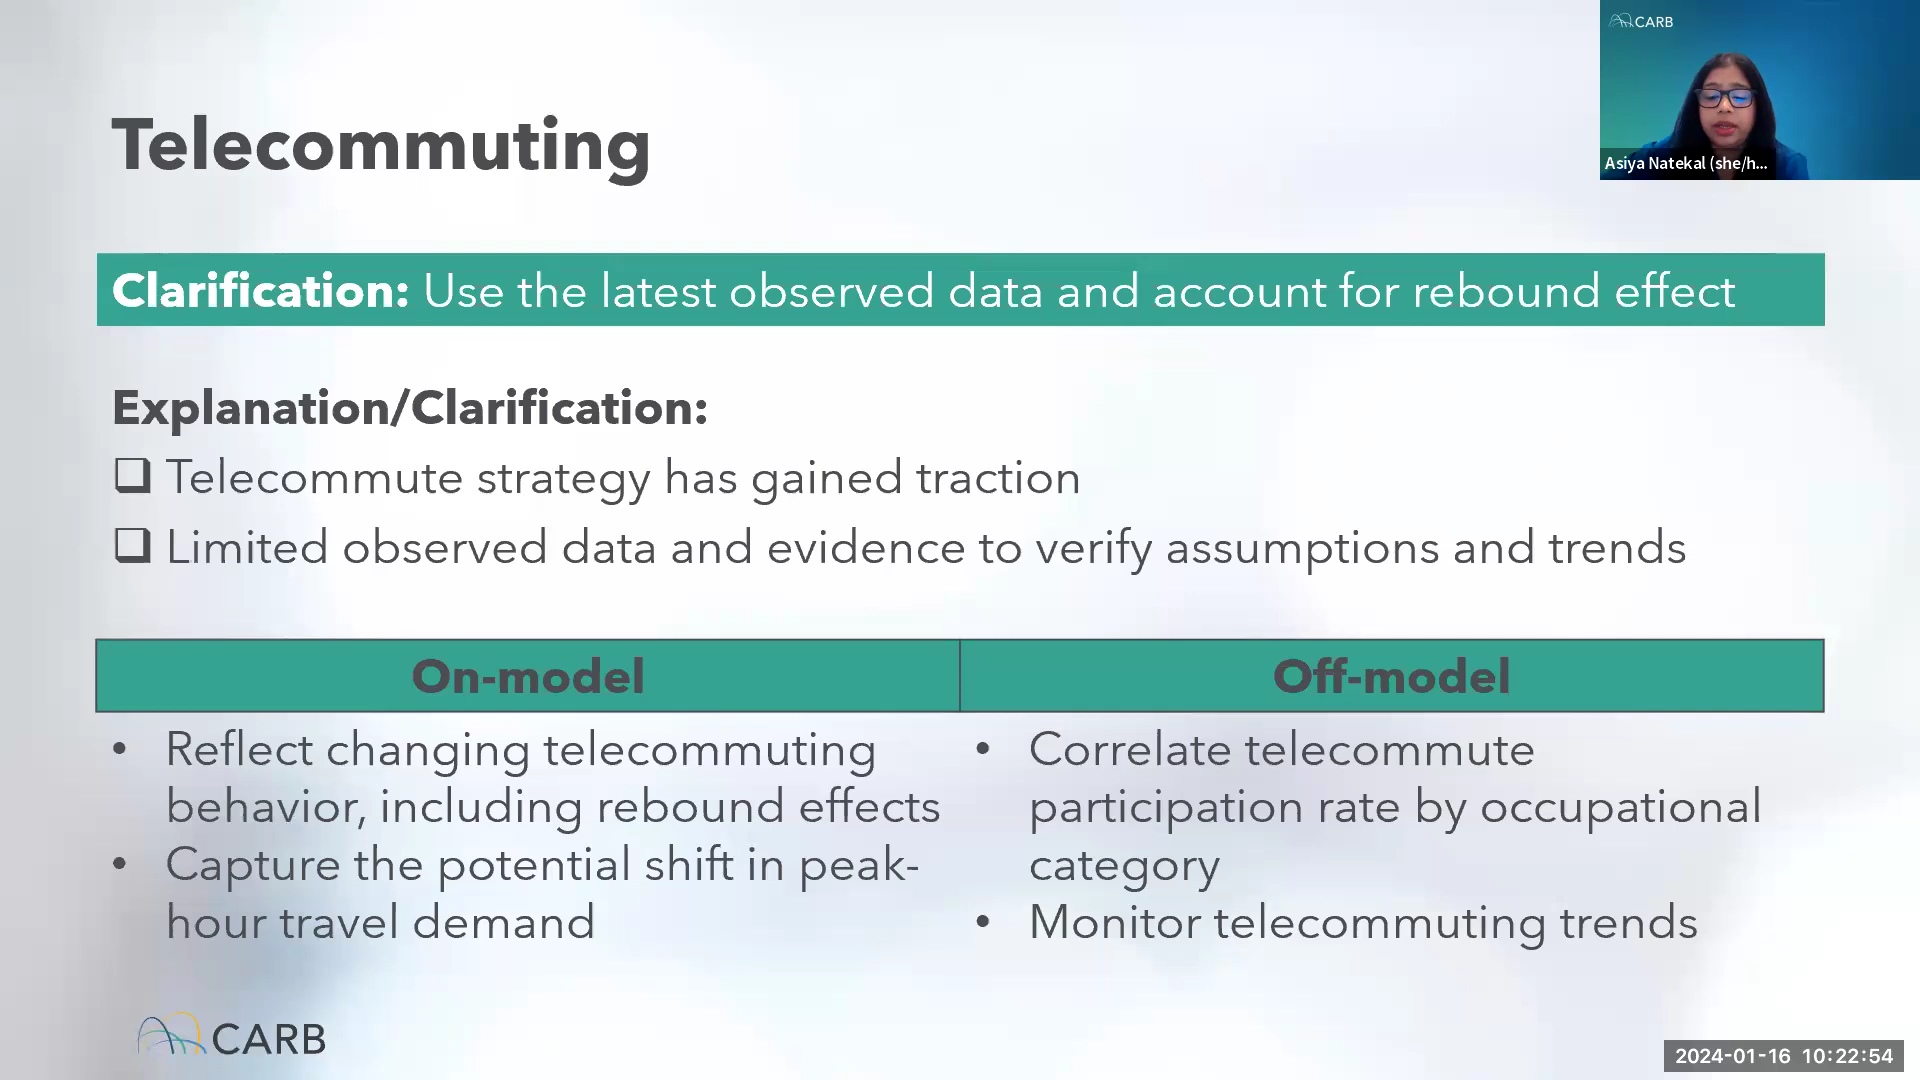 CARB
Asiya Natekal (she/h...
Telecommuting
Clarification: Use the latest observed data and account for rebound effect
Explanation/Clarification:
❑ Telecommute strategy has gained traction
❑ Limited observed data and evidence to verify assumptions and trends
On-model
• Reflect changing telecommuting
behavior, including rebound effects
• Capture the potential shift in peak-
hour travel demand
Off-model
• Correlate telecommute
participation rate by occupational
category
• Monitor telecommuting trends
CARB
2024-01-16 10:22:54